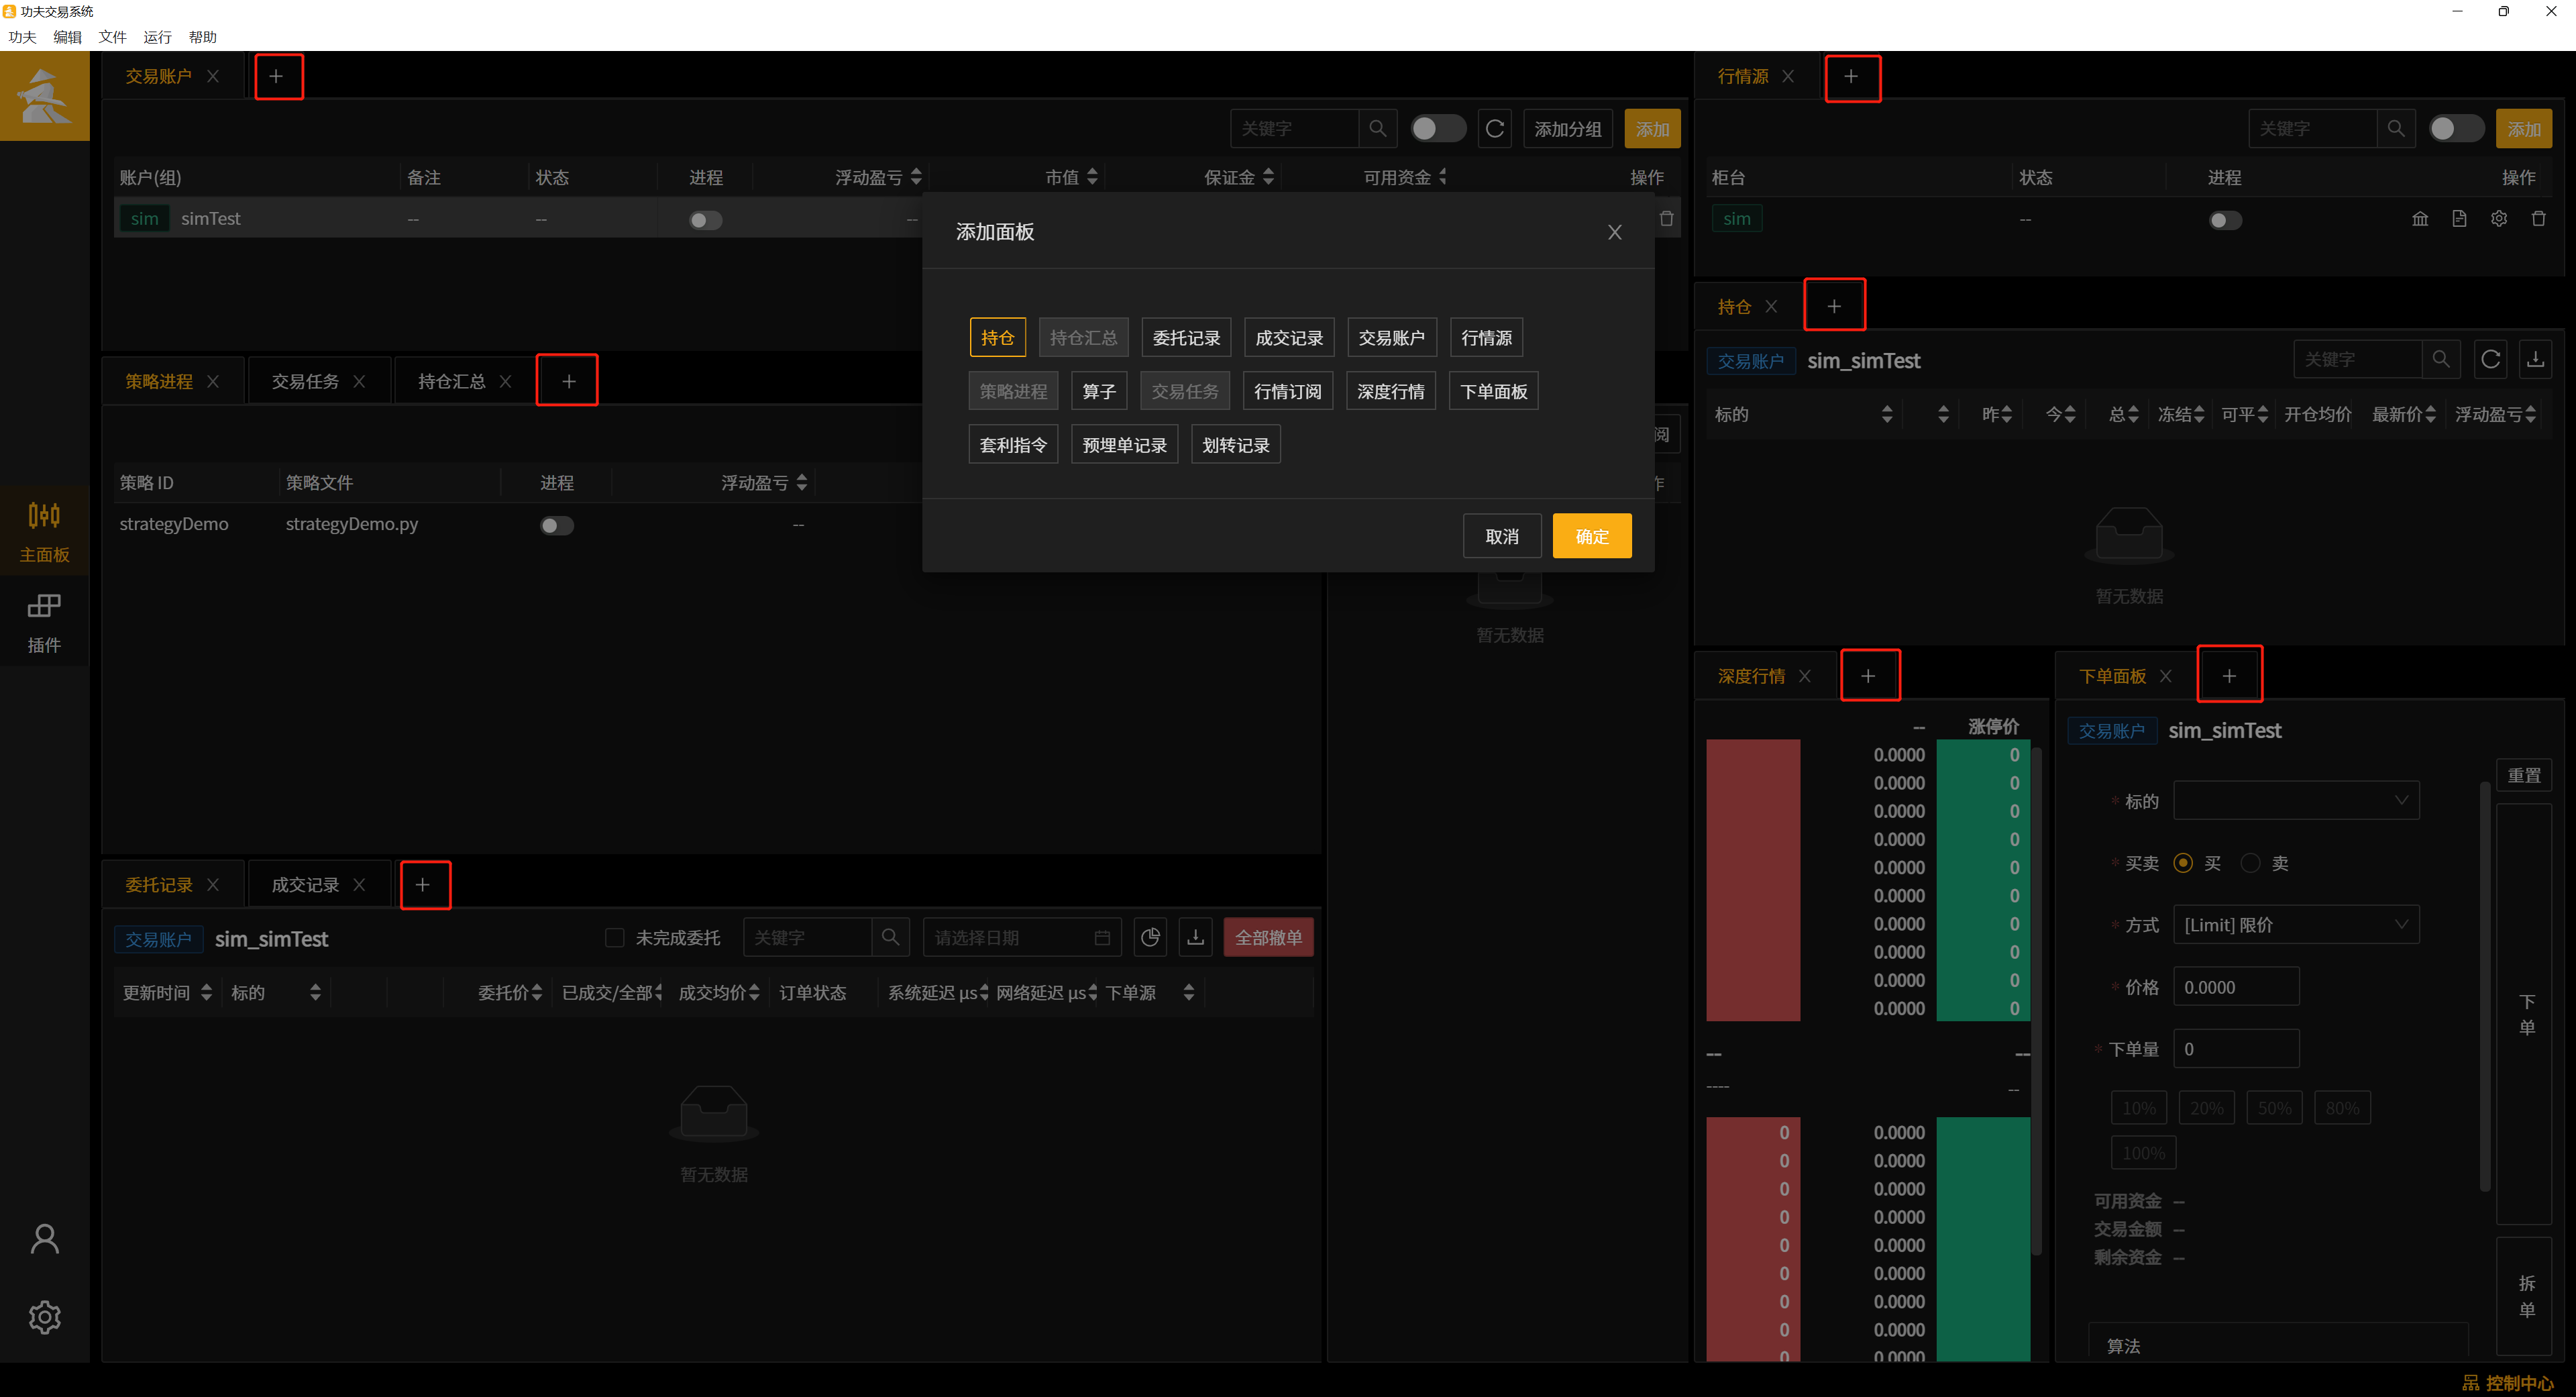 功夫交易系统
功夫 编辑 文件 运行 帮助
交易账户
关键字 添加分组 添加
账户(组) 备注 状态 进程 浮动盈亏 市值 保证金 可用资金 操作
sim simTest -- -- --
行情源
关键字 添加
柜台 状态 进程 操作
sim --
添加面板
持仓 持仓汇总 委托记录 成交记录 交易账户 行情源
策略进程 算子 交易任务 行情订阅 深度行情 下单面板
套利指令 预埋单记录 划转记录
取消 确定
策略进程 交易任务 持仓汇总
阅
策略 ID 策略文件 进程 浮动盈亏 作
strategyDemo strategyDemo.py --
暂无数据
主面板
插件
持仓
交易账户 sim_simTest 关键字
标的 昨 今 总 冻结 可平 开仓均价 最新价 浮动盈亏
暂无数据
委托记录 成交记录
交易账户 sim_simTest 未完成委托 关键字 请选择日期 全部撤单
更新时间 标的 委托价 已成交/全部 成交均价 订单状态 系统延迟 μs 网络延迟 μs 下单源
暂无数据
深度行情
-- 涨停价
0.0000 0
0.0000 0
0.0000 0
0.0000 0
0.0000 0
0.0000 0
0.0000 0
0.0000 0
0.0000 0
0.0000 0
-- --
---- --
0 0.0000
0 0.0000
0 0.0000
0 0.0000
0 0.0000
0 0.0000
0 0.0000
0 0.0000
0 0.0000
下单面板
交易账户 sim_simTest
重置
* 标的
* 买卖 买 卖
* 方式 [Limit] 限价
* 价格 0.0000
* 下单量 0
10% 20% 50% 80%
100%
可用资金 --
交易金额 --
剩余资金 --
算法
下
单
拆
单
控制中心